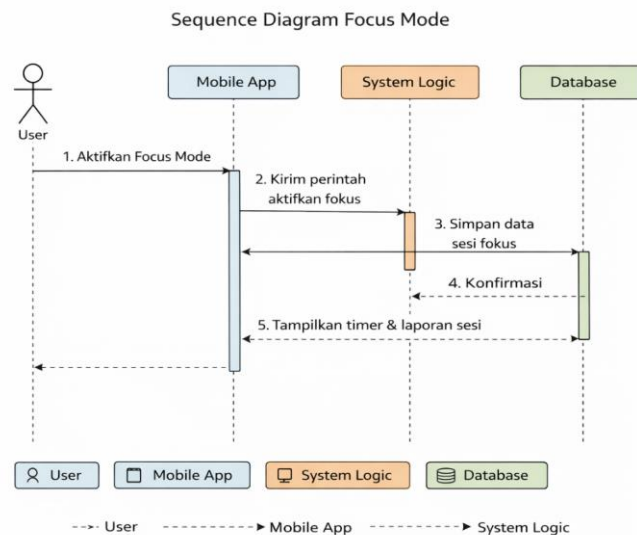 Sequence Diagram Focus Mode
Mobile App
System Logic
Database
User
1. Aktifkan Focus Mode
2. Kirim perintah
aktifkan fokus
3. Simpan data
sesi fokus
4. Konfirmasi
5. Tampilkan timer & laporan sesi
User
Mobile App
System Logic
Database
User
Mobile App
System Logic